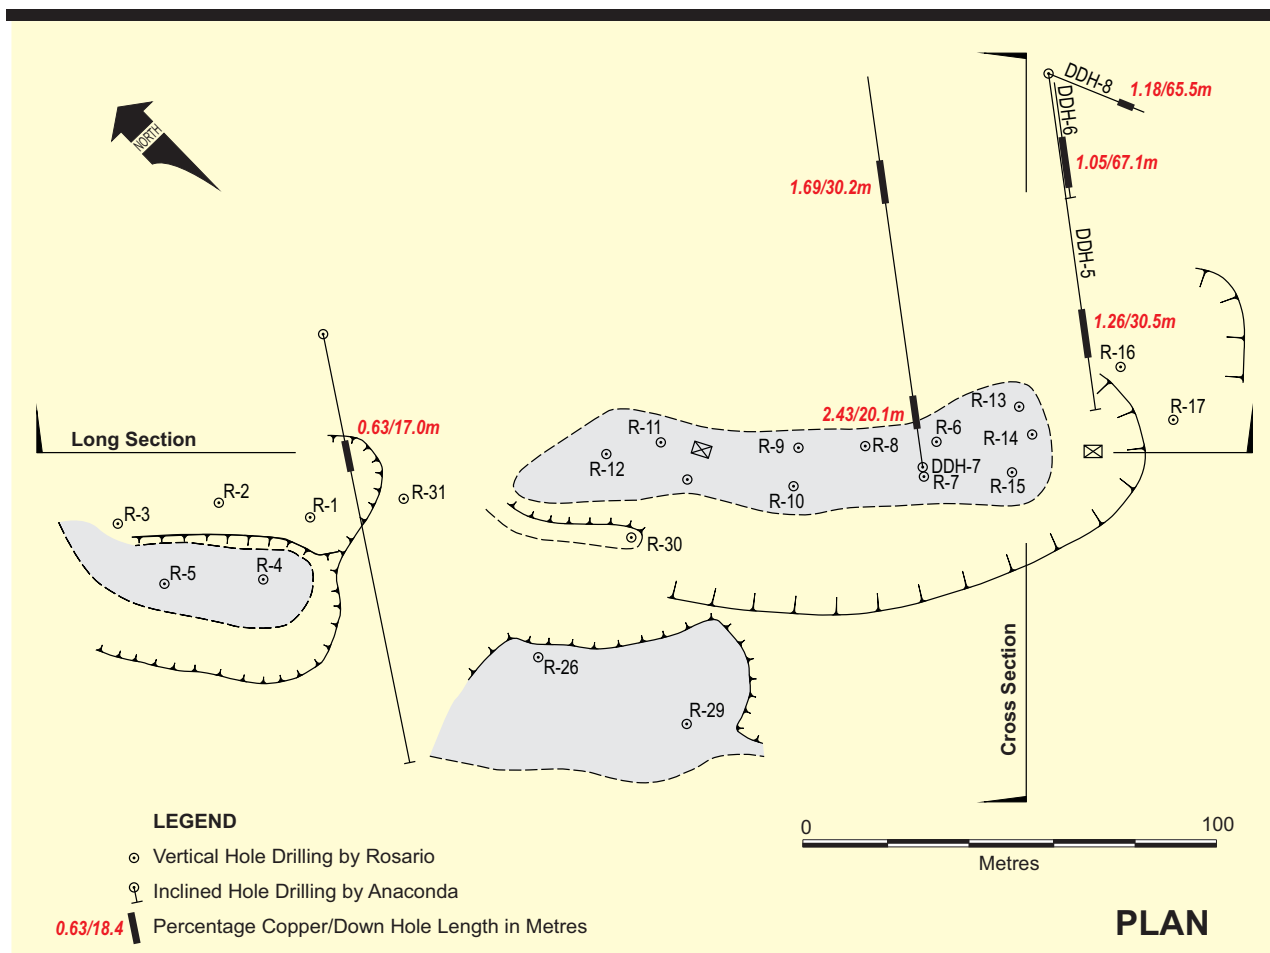 DDH-8
1.18/65.5m
DDH-6
NORTH
1.05/67.1m
1.69/30.2m
DDH-5
1.26/30.5m
R-16
R-13
R-17
2.43/20.1m
0.63/17.0m
Long Section
R-11
R-9
R-8
R-6
R-14
R-12
DDH-7
R-7
R-15
R-10
R-2
R-31
R-1
R-3
R-30
R-4
R-5
R-26
R-29
Cross Section
LEGEND
Vertical Hole Drilling by Rosario
Inclined Hole Drilling by Anaconda
0.63/18.4 Percentage Copper/Down Hole Length in Metres
0 100
Metres
PLAN